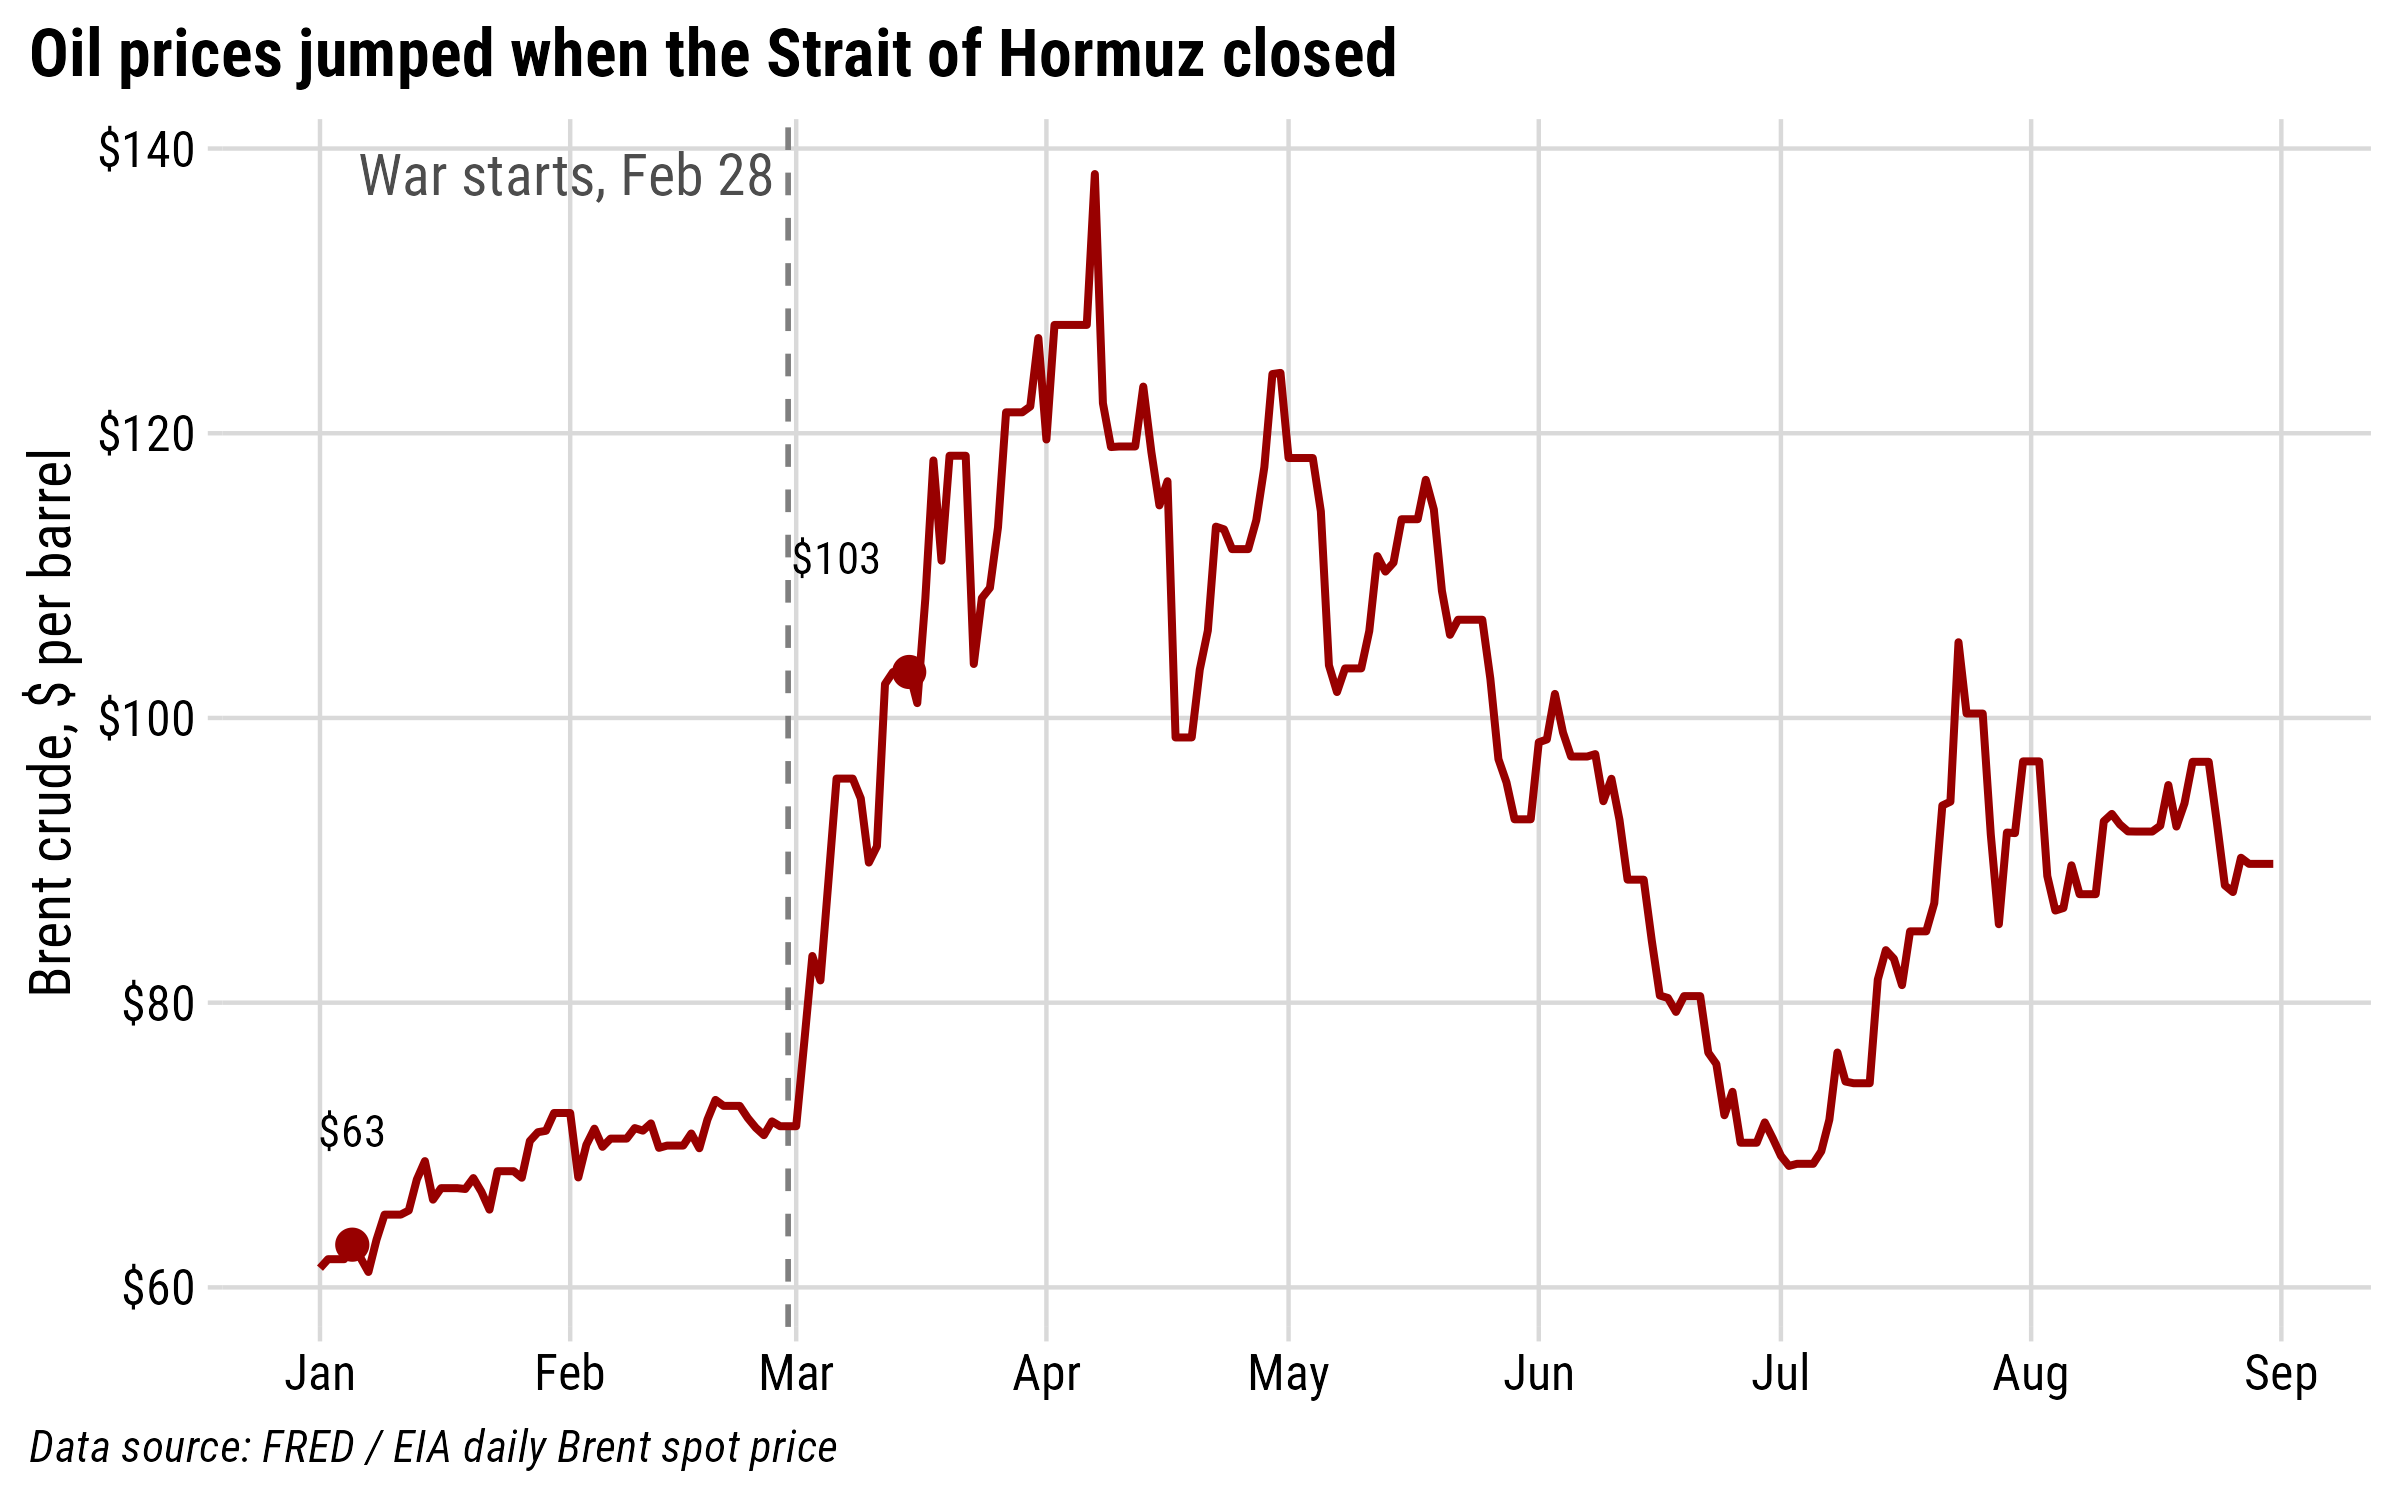 Oil prices jumped when the Strait of Hormuz closed
Brent crude, $ per barrel
$140
$120
$100
$80
$60
War starts, Feb 28
$103
$63
Jan Feb Mar Apr May Jun Jul Aug Sep
Data source: FRED / EIA daily Brent spot price